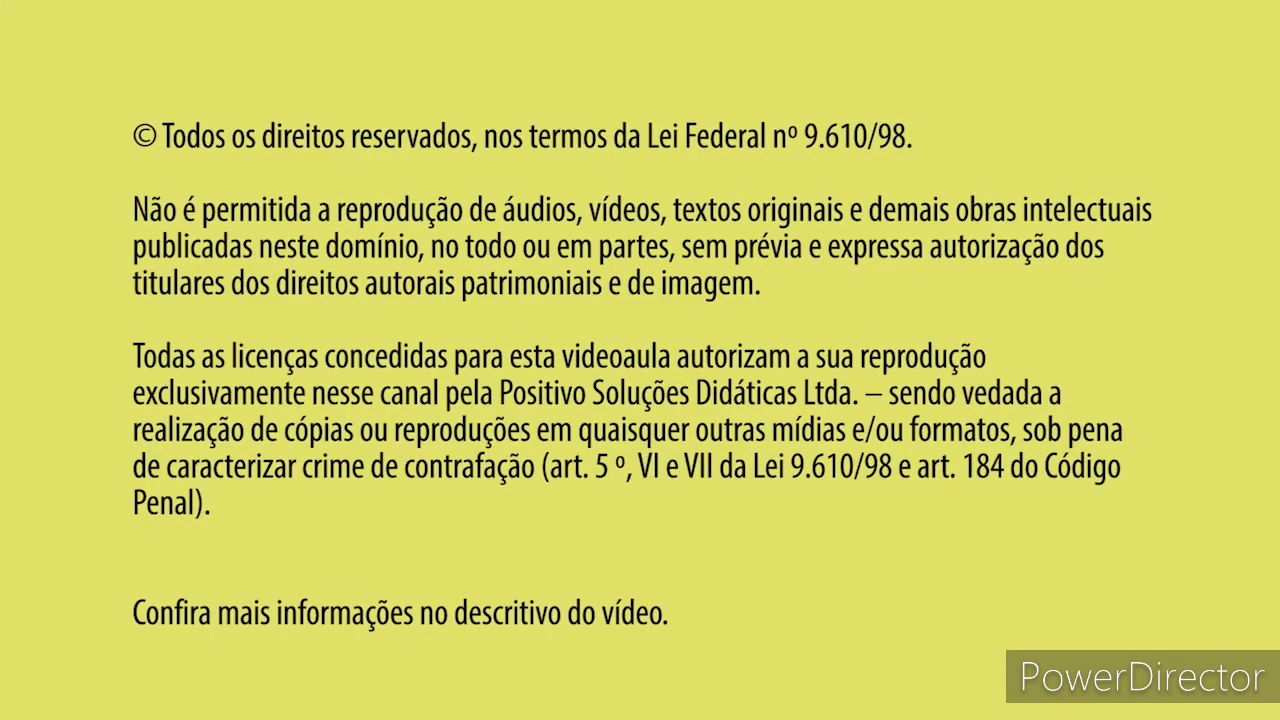 © Todos os direitos reservados, nos termos da Lei Federal nº 9.610/98.
Não é permitida a reprodução de áudios, vídeos, textos originais e demais obras intelectuais
publicadas neste domínio, no todo ou em partes, sem prévia e expressa autorização dos
titulares dos direitos autorais patrimoniais e de imagem.
Todas as licenças concedidas para esta videoaula autorizam a sua reprodução
exclusivamente nesse canal pela Positivo Soluções Didáticas Ltda. – sendo vedada a
realização de cópias ou reproduções em quaisquer outras mídias e/ou formatos, sob pena
de caracterizar crime de contrafação (art. 5 º, VI e VII da Lei 9.610/98 e art. 184 do Código
Penal).
Confira mais informações no descritivo do vídeo.
PowerDirector